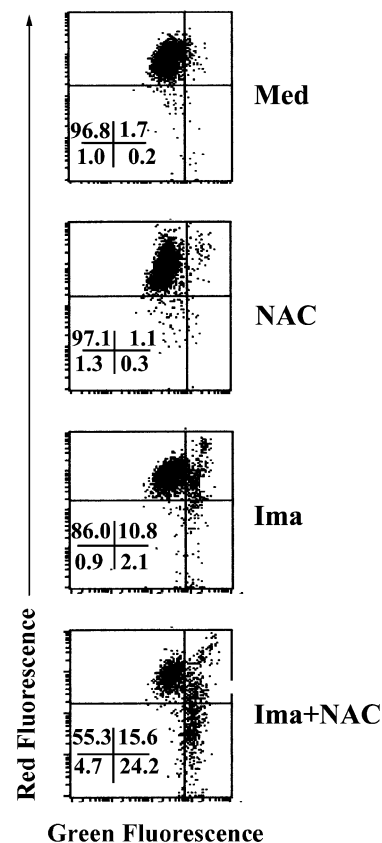 Med
96.8 1.7
1.0 0.2
NAC
97.1 1.1
1.3 0.3
Ima
86.0 10.8
0.9 2.1
Ima+NAC
55.3 15.6
4.7 24.2
Red Fluorescence
Green Fluorescence